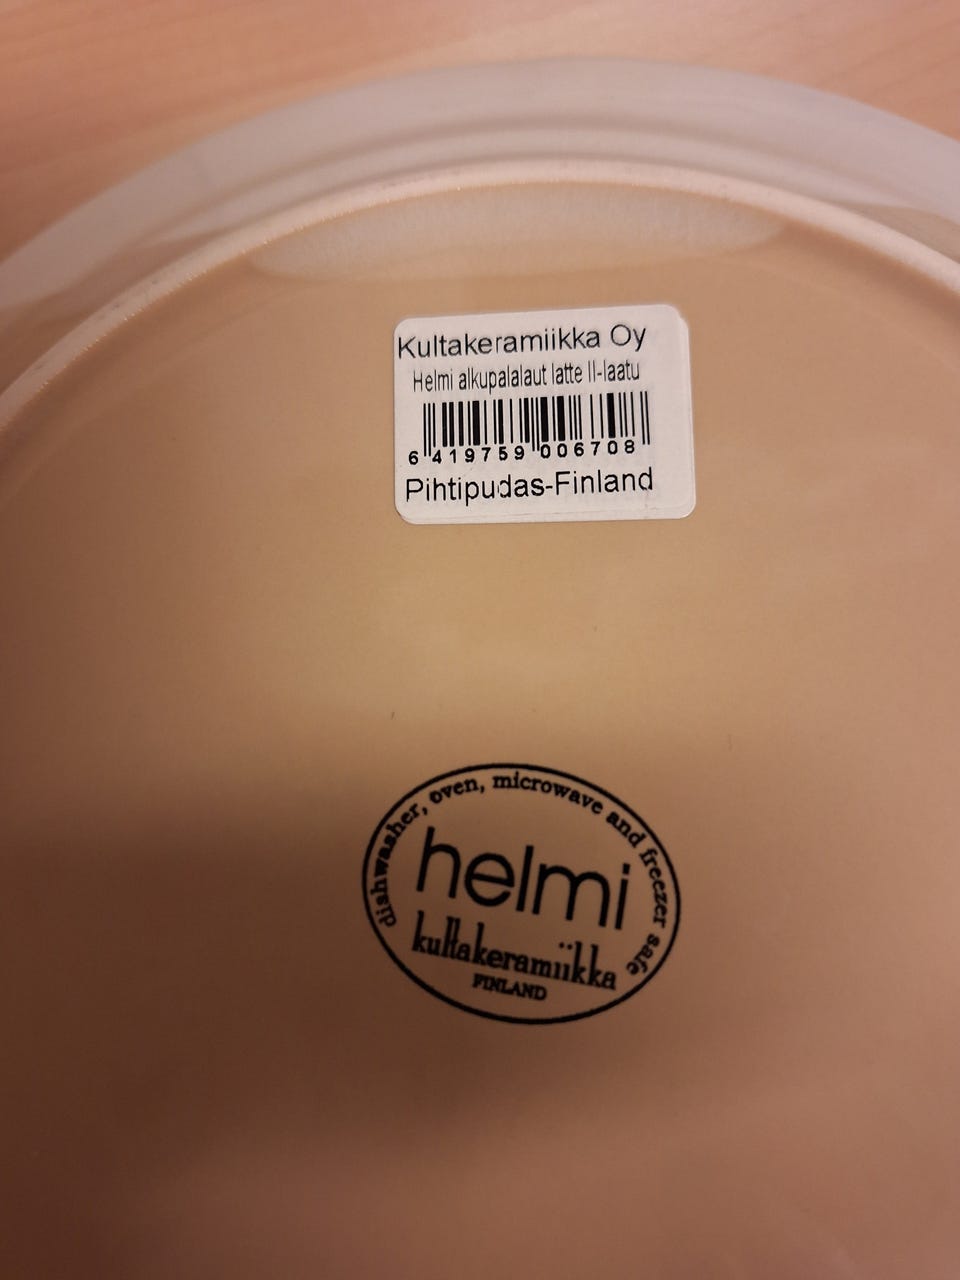 Kultakeramiikka Oy
Helmi alkupalalaut latte II-laatu
6 419759 006708
Pihtipudas-Finland
dishwasher, oven, microwave and freezer safe
helmi
kultakeramiikka
FINLAND